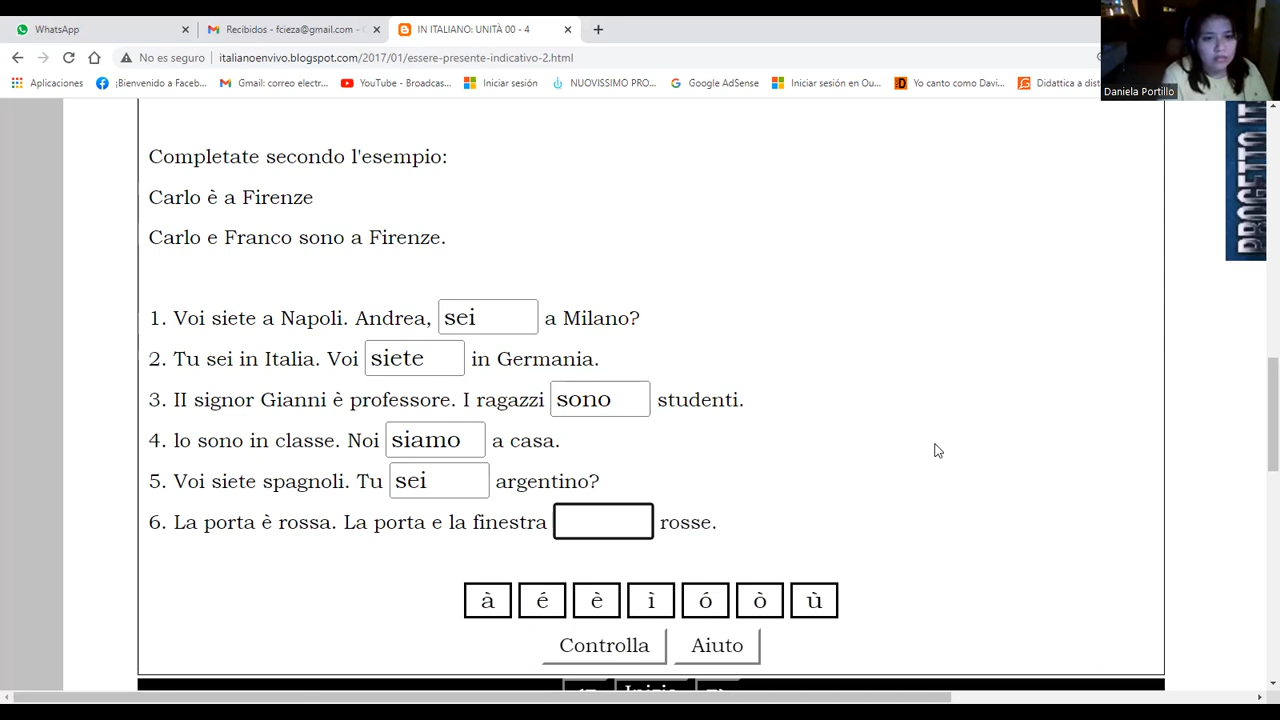 WhatsApp
Recibidos - fcieza@gmail.com -
IN ITALIANO: UNITÀ 00 - 4
No es seguro
italianoenvivo.blogspot.com/2017/01/essere-presente-indicativo-2.html
Aplicaciones
¡Bienvenido a Faceb...
Gmail: correo electr...
YouTube - Broadcas...
Iniciar sesión
NUOVISSIMO PRO...
Google AdSense
Iniciar sesión en Ou...
Yo canto como Davi...
Didattica a dist
Daniela Portillo
PROGETTO IT
Completate secondo l'esempio:
Carlo è a Firenze
Carlo e Franco sono a Firenze.
1. Voi siete a Napoli. Andrea, sei a Milano?
2. Tu sei in Italia. Voi siete in Germania.
3. II signor Gianni è professore. I ragazzi sono studenti.
4. lo sono in classe. Noi siamo a casa.
5. Voi siete spagnoli. Tu sei argentino?
6. La porta è rossa. La porta e la finestra rosse.
à é è ì ó ò ù
Controlla Aiuto